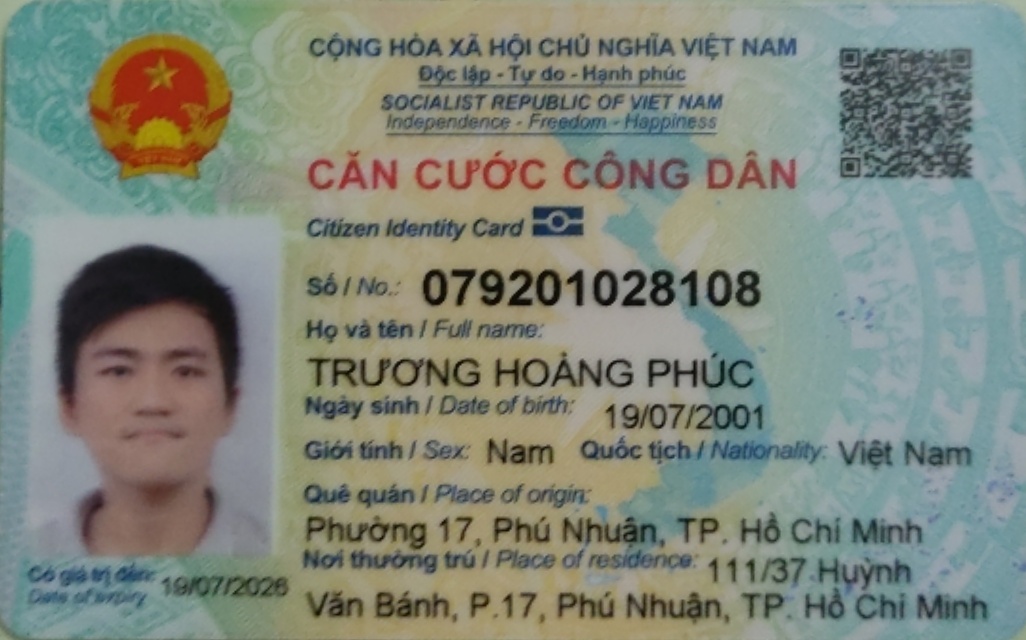 CỘNG HÒA XÃ HỘI CHỦ NGHĨA VIỆT NAM
Độc lập - Tự do - Hạnh phúc
SOCIALIST REPUBLIC OF VIET NAM
Independence - Freedom - Happiness
CĂN CƯỚC CÔNG DÂN
Citizen Identity Card
Số / No.: 079201028108
Họ và tên / Full name:
TRƯƠNG HOÀNG PHÚC
Ngày sinh / Date of birth: 19/07/2001
Giới tính / Sex: Nam Quốc tịch / Nationality: Việt Nam
Quê quán / Place of origin:
Phường 17, Phú Nhuận, TP. Hồ Chí Minh
Nơi thường trú / Place of residence: 111/37 Huỳnh
Văn Bánh, P.17, Phú Nhuận, TP. Hồ Chí Minh
Có giá trị đến: 19/07/2026
Date of expiry